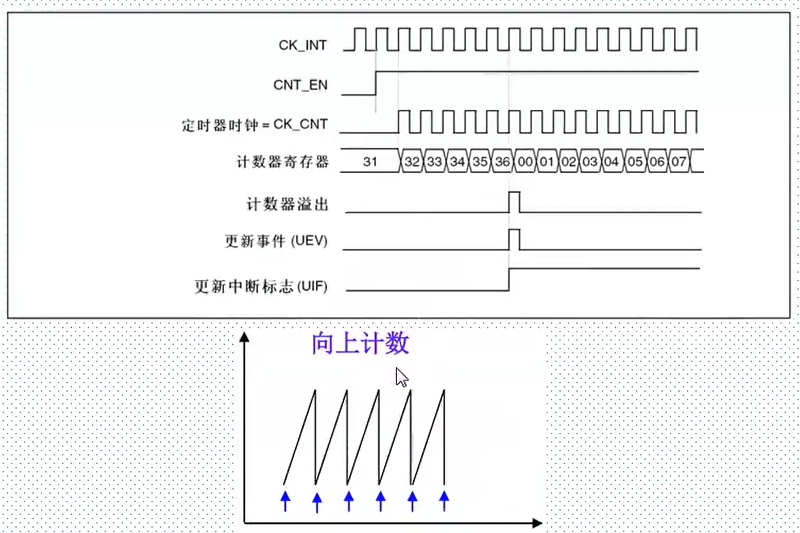 CK_INT
CNT_EN
定时器时钟 = CK_CNT
计数器寄存器 31 32 33 34 35 36 00 01 02 03 04 05 06 07
计数器溢出
更新事件 (UEV)
更新中断标志 (UIF)
向上计数